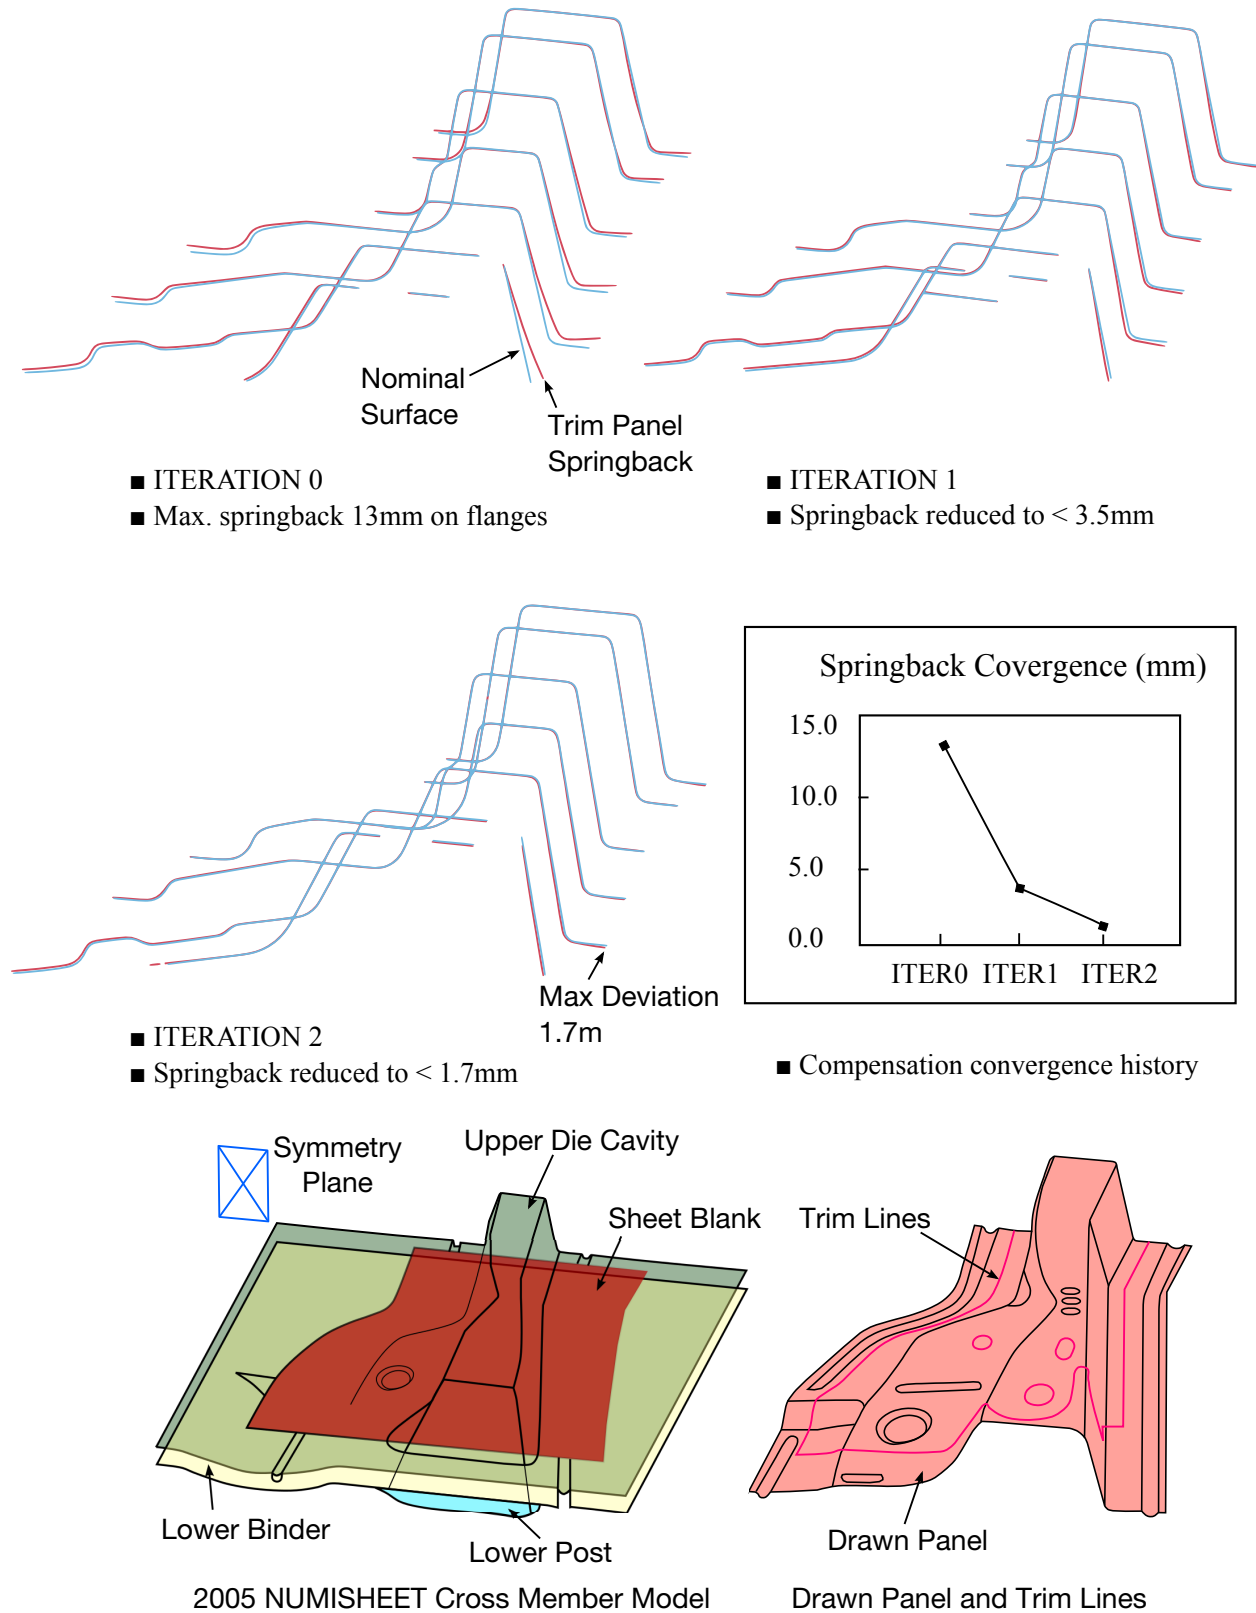 Nominal
Surface
Trim Panel
Springback
■ ITERATION 0
■ Max. springback 13mm on flanges
■ ITERATION 1
■ Springback reduced to < 3.5mm
Max Deviation
1.7m
■ ITERATION 2
■ Springback reduced to < 1.7mm
Springback Covergence (mm)
15.0
10.0
5.0
0.0
ITER0 ITER1 ITER2
■ Compensation convergence history
Symmetry
Plane
Upper Die Cavity
Sheet Blank
Lower Binder
Lower Post
2005 NUMISHEET Cross Member Model
Trim Lines
Drawn Panel
Drawn Panel and Trim Lines